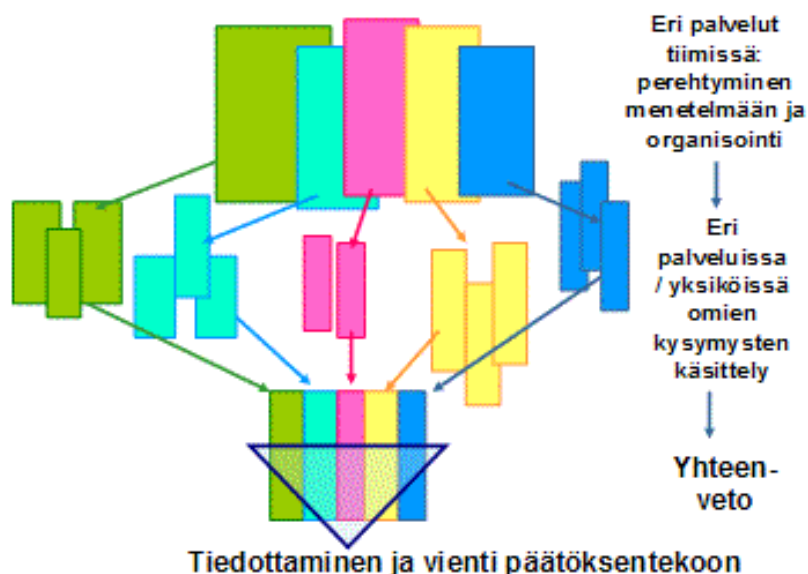 Eri palvelut
tiimissä:
perehtyminen
menetelmään ja
organisointi
Eri
palveluissa
/ yksiköissä
omien
kysymysten
käsittely
Yhteen-
veto
Tiedottaminen ja vienti päätöksentekoon